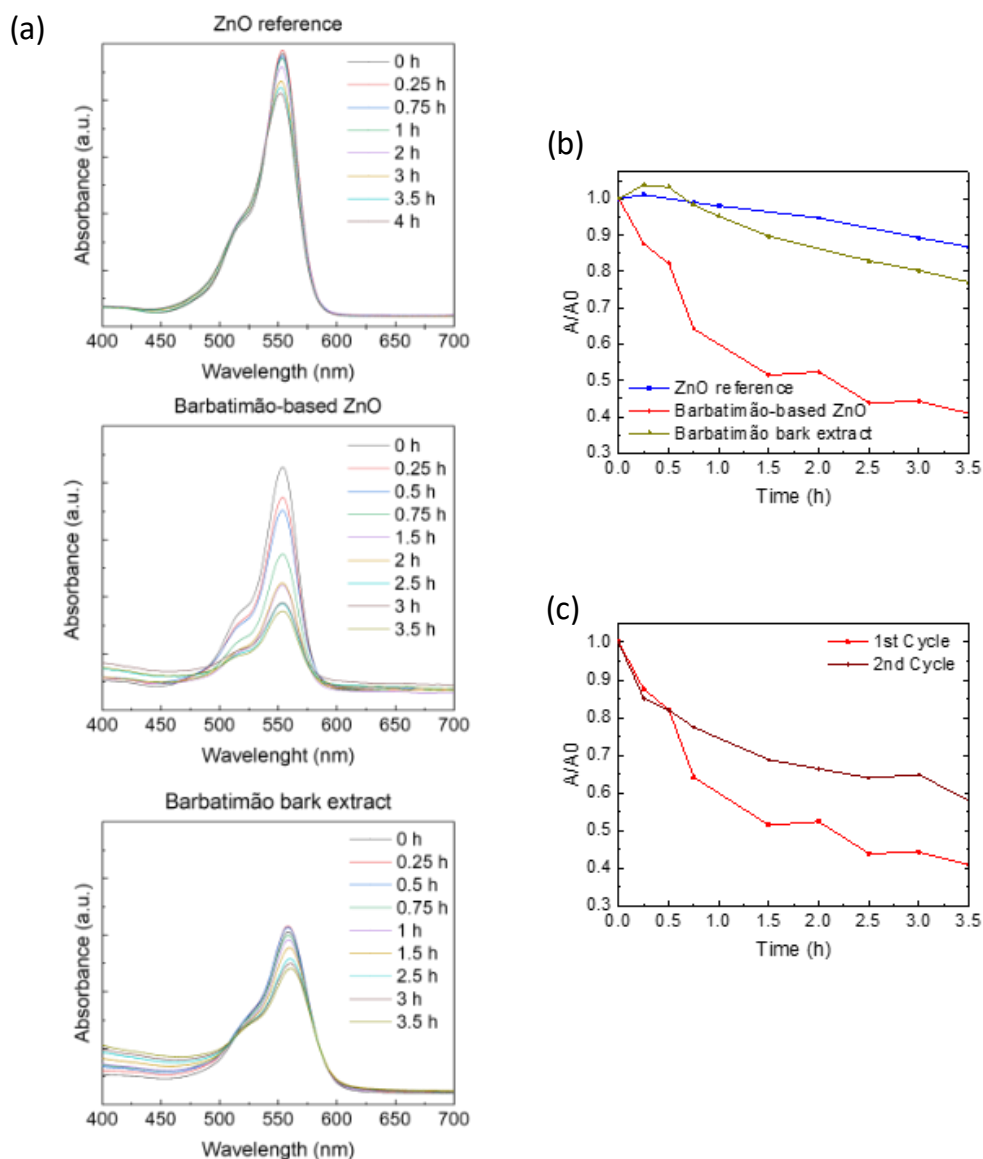 (a)
ZnO reference
0 h
0.25 h
0.75 h
1 h
2 h
3 h
3.5 h
4 h
Absorbance (a.u.)
400 450 500 550 600 650 700
Wavelength (nm)
Barbatimão-based ZnO
0 h
0.25 h
0.5 h
0.75 h
1.5 h
2 h
2.5 h
3 h
3.5 h
Absorbance (a.u.)
400 450 500 550 600 650 700
Wavelenght (nm)
Barbatimão bark extract
0 h
0.25 h
0.5 h
0.75 h
1 h
1.5 h
2.5 h
3 h
3.5 h
Absorbance (a.u.)
400 450 500 550 600 650 700
Wavelength (nm)
(b)
1.0
0.9
0.8
0.7
0.6
0.5
0.4
0.3
A/A0
ZnO reference
Barbatimão-based ZnO
Barbatimão bark extract
0.0 0.5 1.0 1.5 2.0 2.5 3.0 3.5
Time (h)
(c)
1.0
0.9
0.8
0.7
0.6
0.5
0.4
0.3
A/A0
1st Cycle
2nd Cycle
0.0 0.5 1.0 1.5 2.0 2.5 3.0 3.5
Time (h)